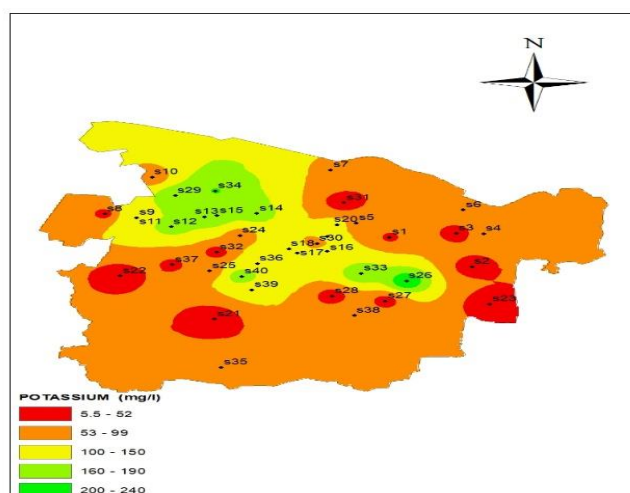 N
s7
s10
s29
s34
s31
s8
s9
s11
s12
s13
s15
s14
s20
s5
s6
s1
s3
s4
s24
s30
s18
s16
s17
s32
s37
s36
s22
s25
s40
s33
s26
s2
s39
s28
s27
s23
s21
s38
s35
POTASSIUM (mg/l)
5.5 - 52
53 - 99
100 - 150
160 - 190
200 - 240